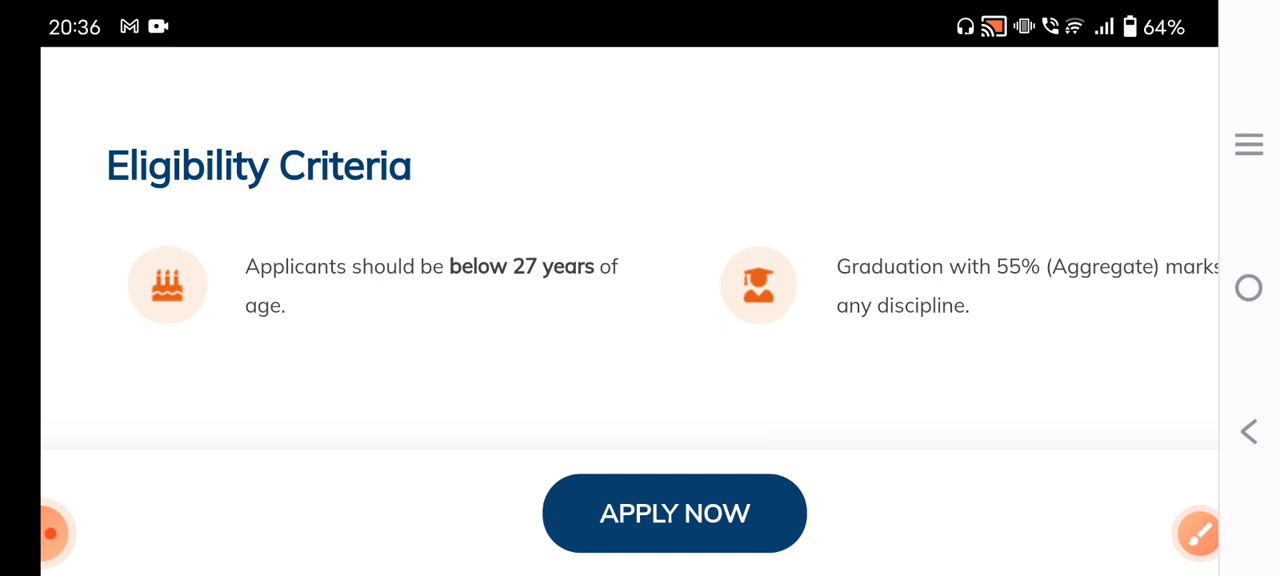 20:36
64%
Eligibility Criteria
Applicants should be below 27 years of
age.
Graduation with 55% (Aggregate) marks
any discipline.
APPLY NOW